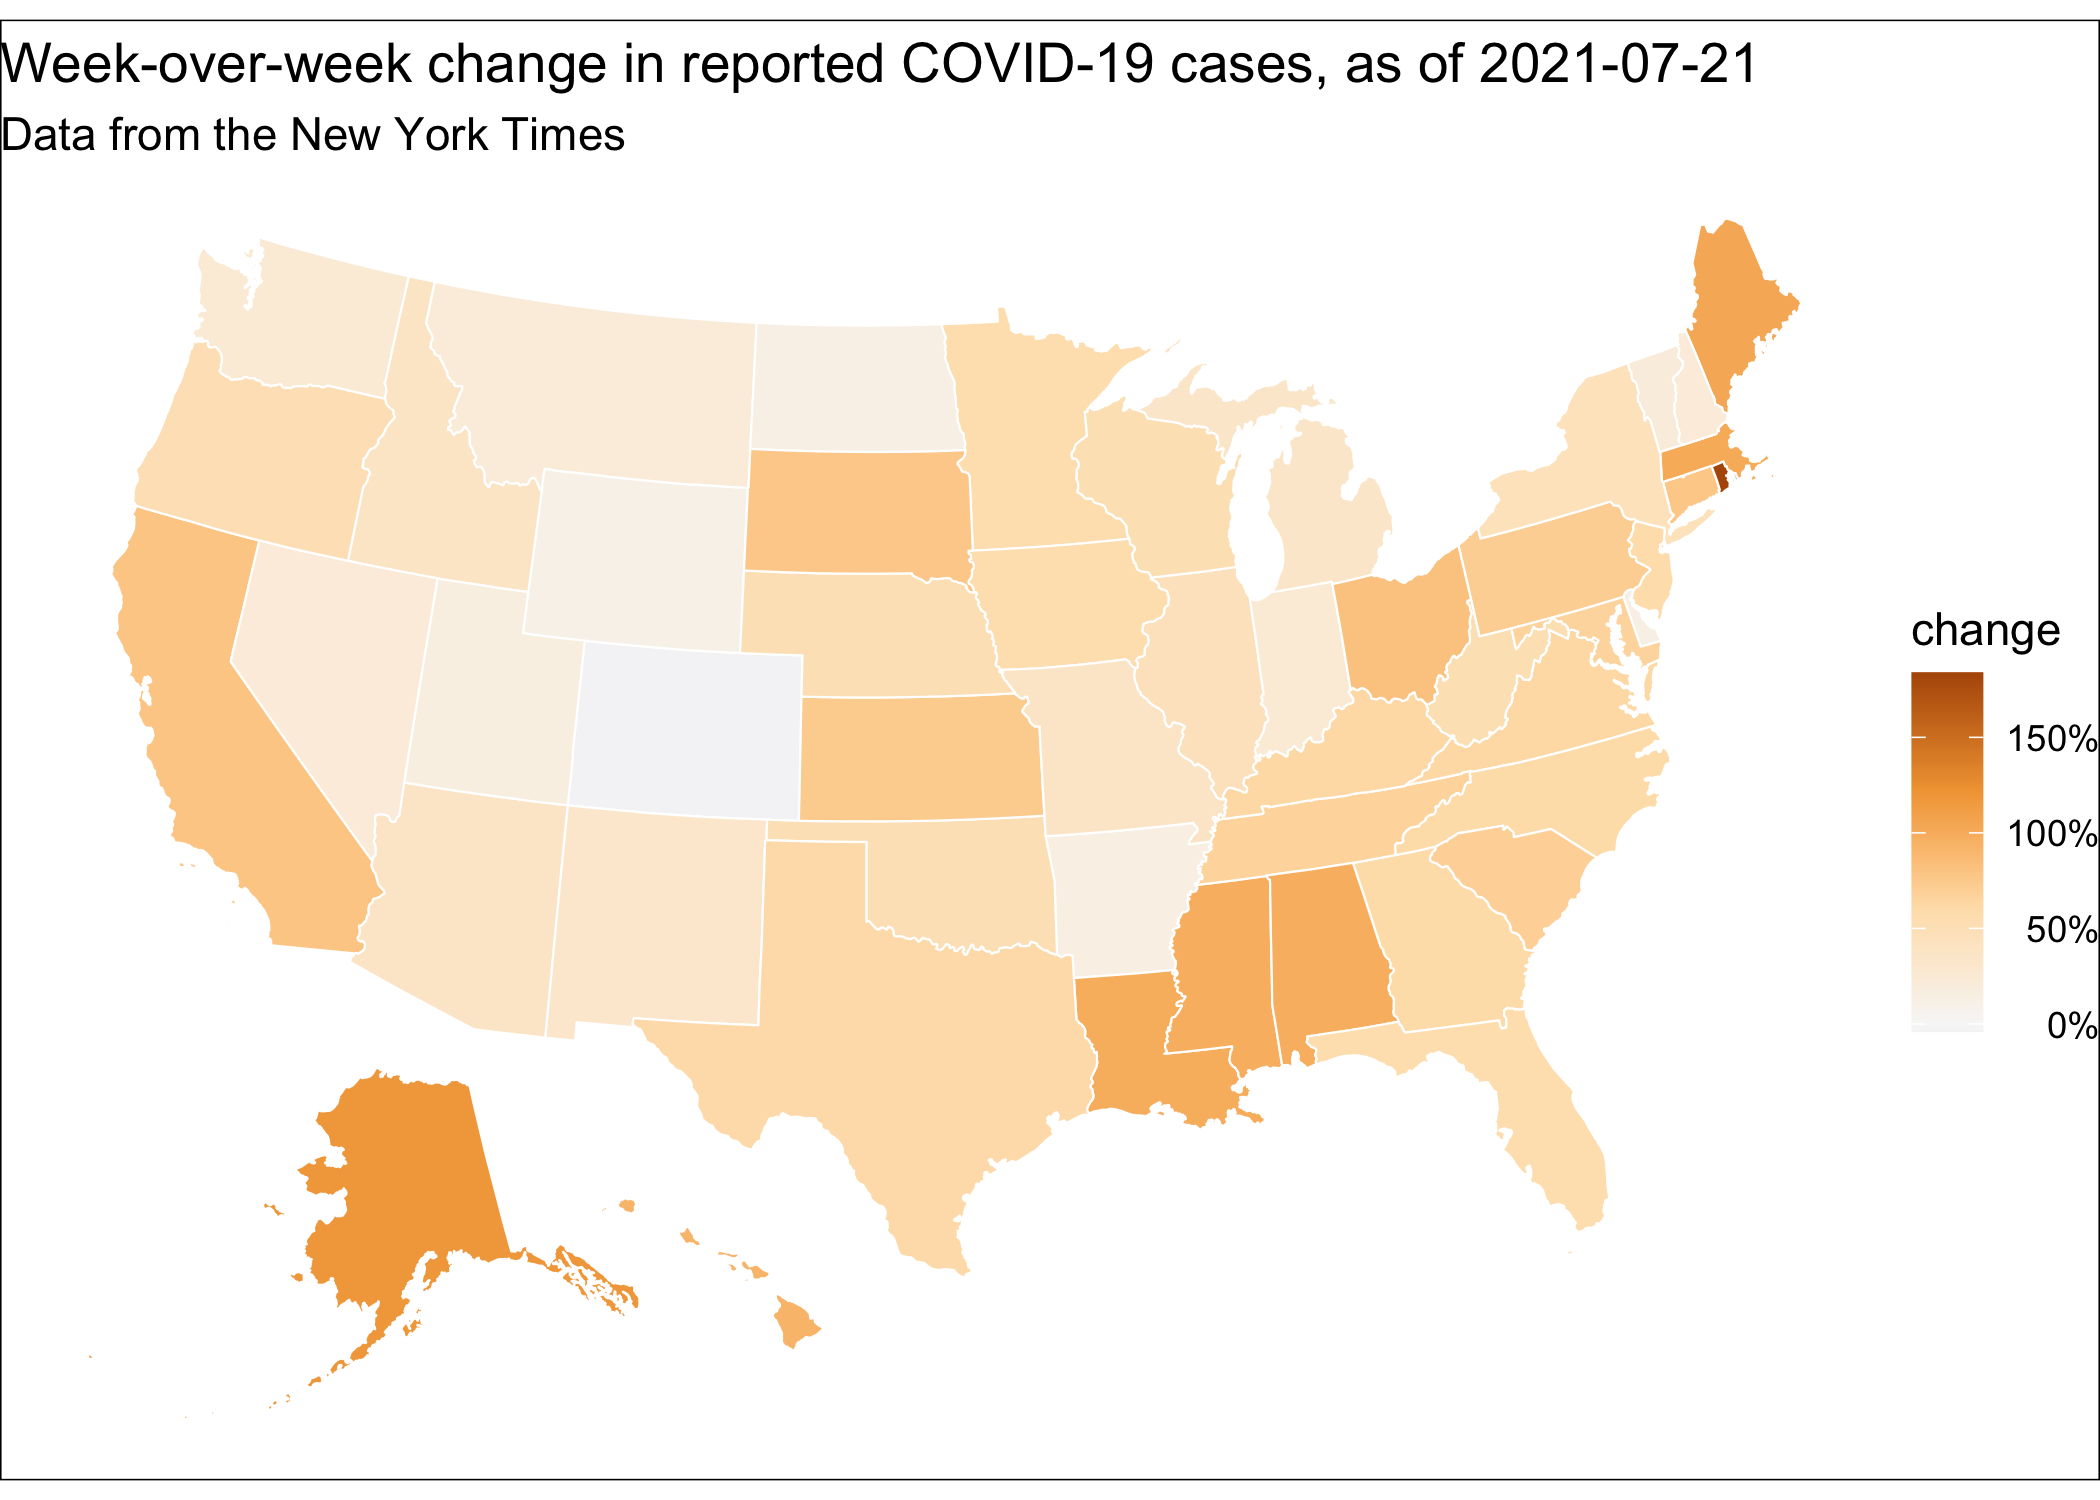 Week-over-week change in reported COVID-19 cases, as of 2021-07-21
Data from the New York Times
change
150%
100%
50%
0%